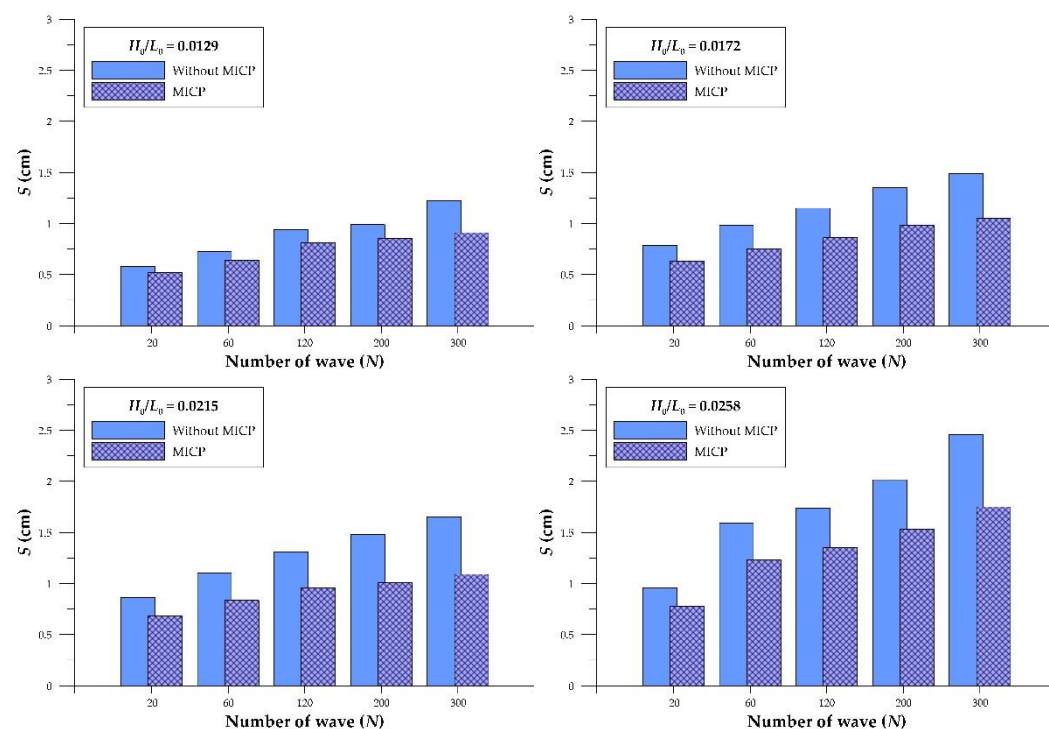 3
2.5
2
1.5
1
0.5
0
S (cm)
H₀/L₀ = 0.0129
Without MICP
MICP
20 60 120 200 300
Number of wave (N)
3
2.5
2
1.5
1
0.5
0
S (cm)
H₀/L₀ = 0.0172
Without MICP
MICP
20 60 120 200 300
Number of wave (N)
3
2.5
2
1.5
1
0.5
0
S (cm)
H₀/L₀ = 0.0215
Without MICP
MICP
20 60 120 200 300
Number of wave (N)
3
2.5
2
1.5
1
0.5
0
S (cm)
H₀/L₀ = 0.0258
Without MICP
MICP
20 60 120 200 300
Number of wave (N)